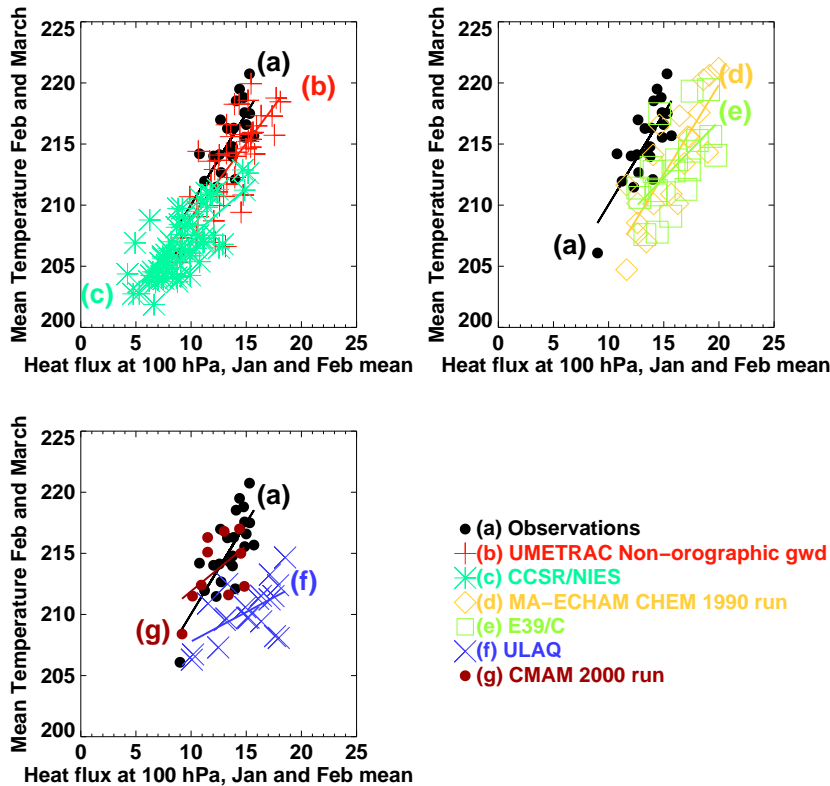 Mean Temperature Feb and March
225
220
215
210
205
200
0 5 10 15 20 25
Heat flux at 100 hPa, Jan and Feb mean
(a)
(b)
(c)
Mean Temperature Feb and March
225
220
215
210
205
200
0 5 10 15 20 25
Heat flux at 100 hPa, Jan and Feb mean
(d)
(e)
(a)
Mean Temperature Feb and March
225
220
215
210
205
200
0 5 10 15 20 25
Heat flux at 100 hPa, Jan and Feb mean
(a)
(f)
(g)
(a) Observations
(b) UMETRAC Non-orographic gwd
(c) CCSR/NIES
(d) MA-ECHAM CHEM 1990 run
(e) E39/C
(f) ULAQ
(g) CMAM 2000 run